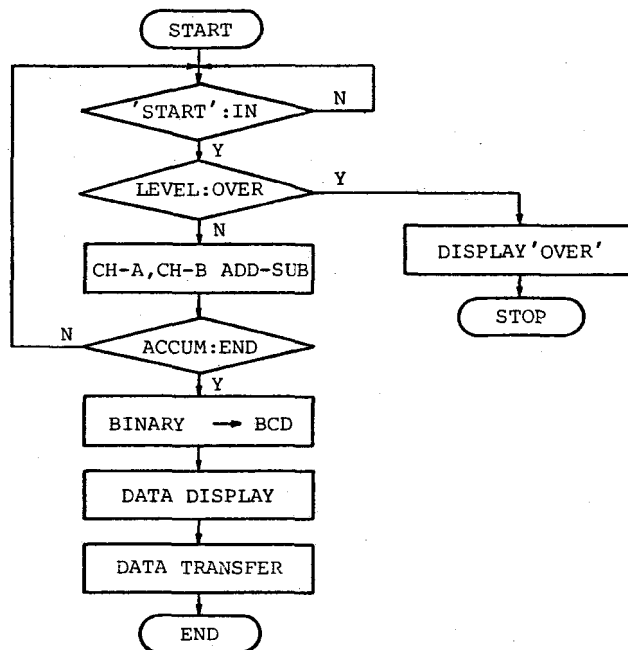 START
'START':IN
N
Y
LEVEL:OVER
Y
N
DISPLAY'OVER'
CH-A,CH-B ADD-SUB
STOP
N
ACCUM:END
Y
BINARY → BCD
DATA DISPLAY
DATA TRANSFER
END